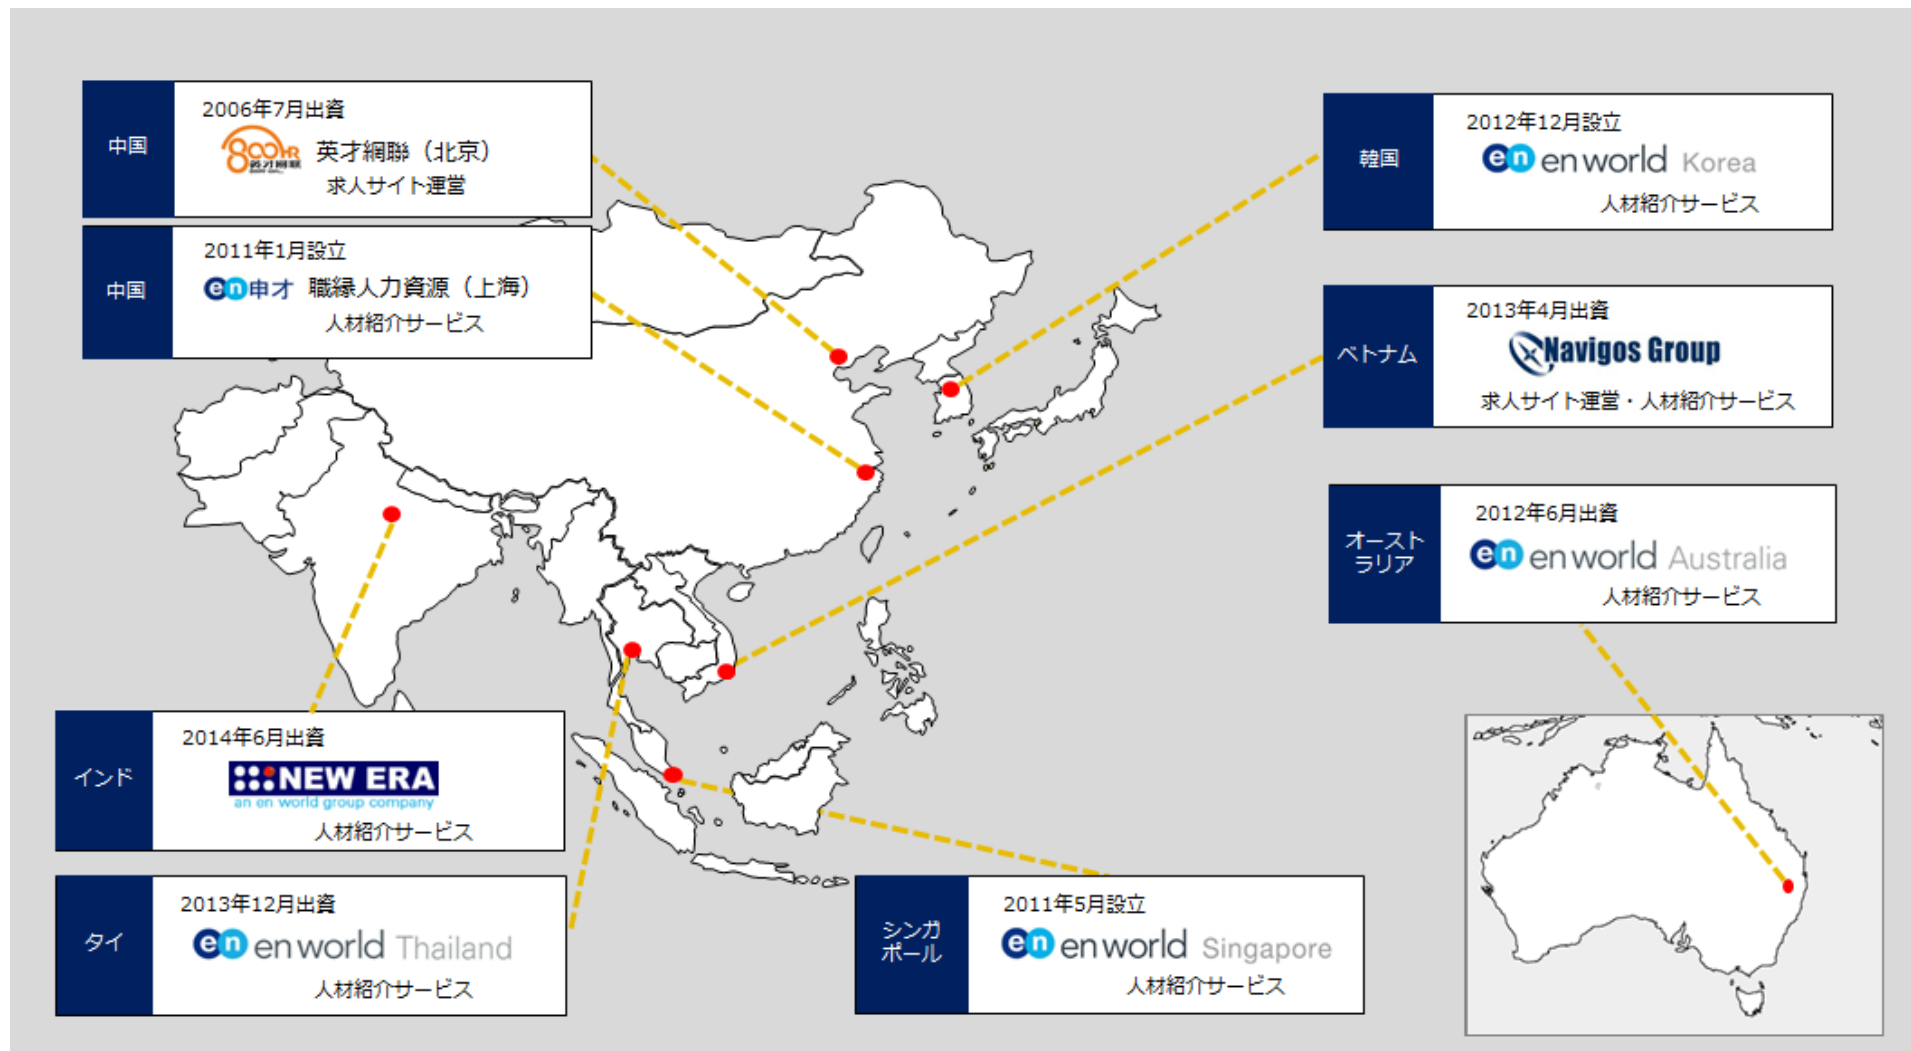 中国
2006年7月出資
800HR
英才網聯
英才網聯（北京）
求人サイト運営
中国
2011年1月設立
en申才 職縁人力資源（上海）
人材紹介サービス
韓国
2012年12月設立
en en world Korea
人材紹介サービス
ベトナム
2013年4月出資
Navigos Group
求人サイト運営・人材紹介サービス
オースト
ラリア
2012年6月出資
en en world Australia
人材紹介サービス
インド
2014年6月出資
NEW ERA
an en world group company
人材紹介サービス
タイ
2013年12月出資
en en world Thailand
人材紹介サービス
シンガ
ポール
2011年5月設立
en en world Singapore
人材紹介サービス